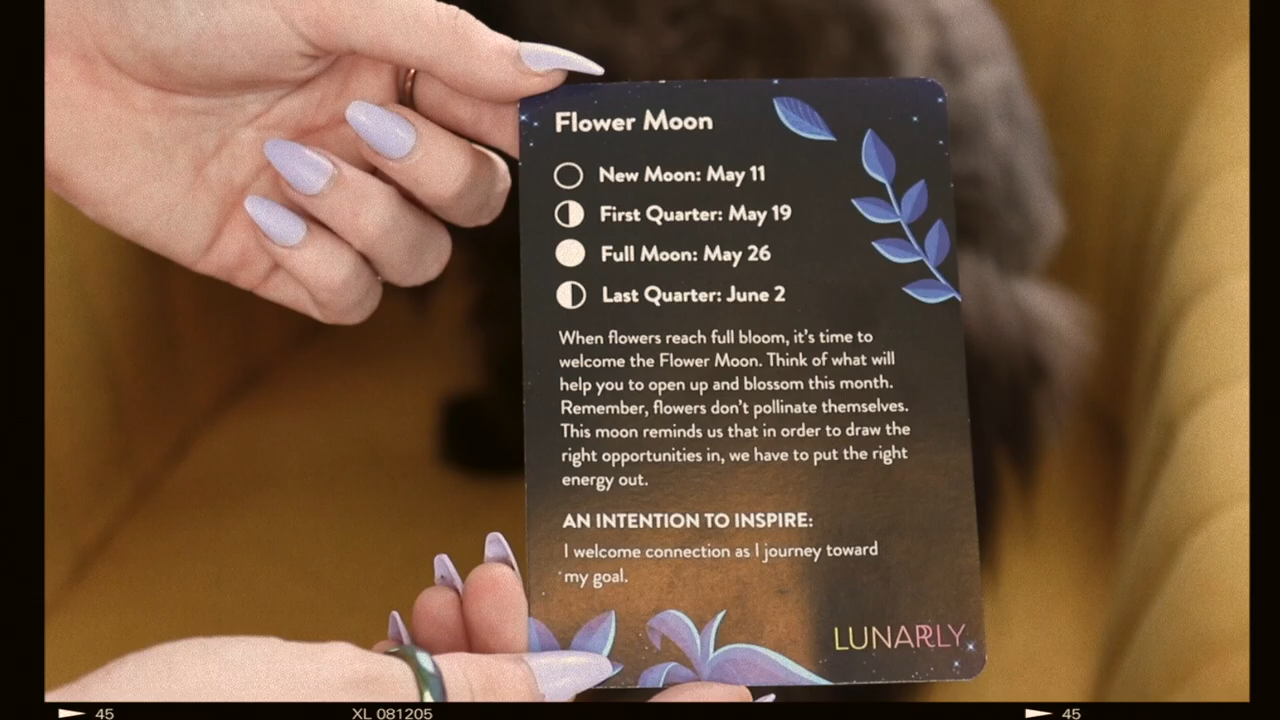 Flower Moon
New Moon: May 11
First Quarter: May 19
Full Moon: May 26
Last Quarter: June 2
When flowers reach full bloom, it's time to
welcome the Flower Moon. Think of what will
help you to open up and blossom this month.
Remember, flowers don't pollinate themselves.
This moon reminds us that in order to draw the
right opportunities in, we have to put the right
energy out.
AN INTENTION TO INSPIRE:
I welcome connection as I journey toward
my goal.
LUNARLY
45
XL 081205
45